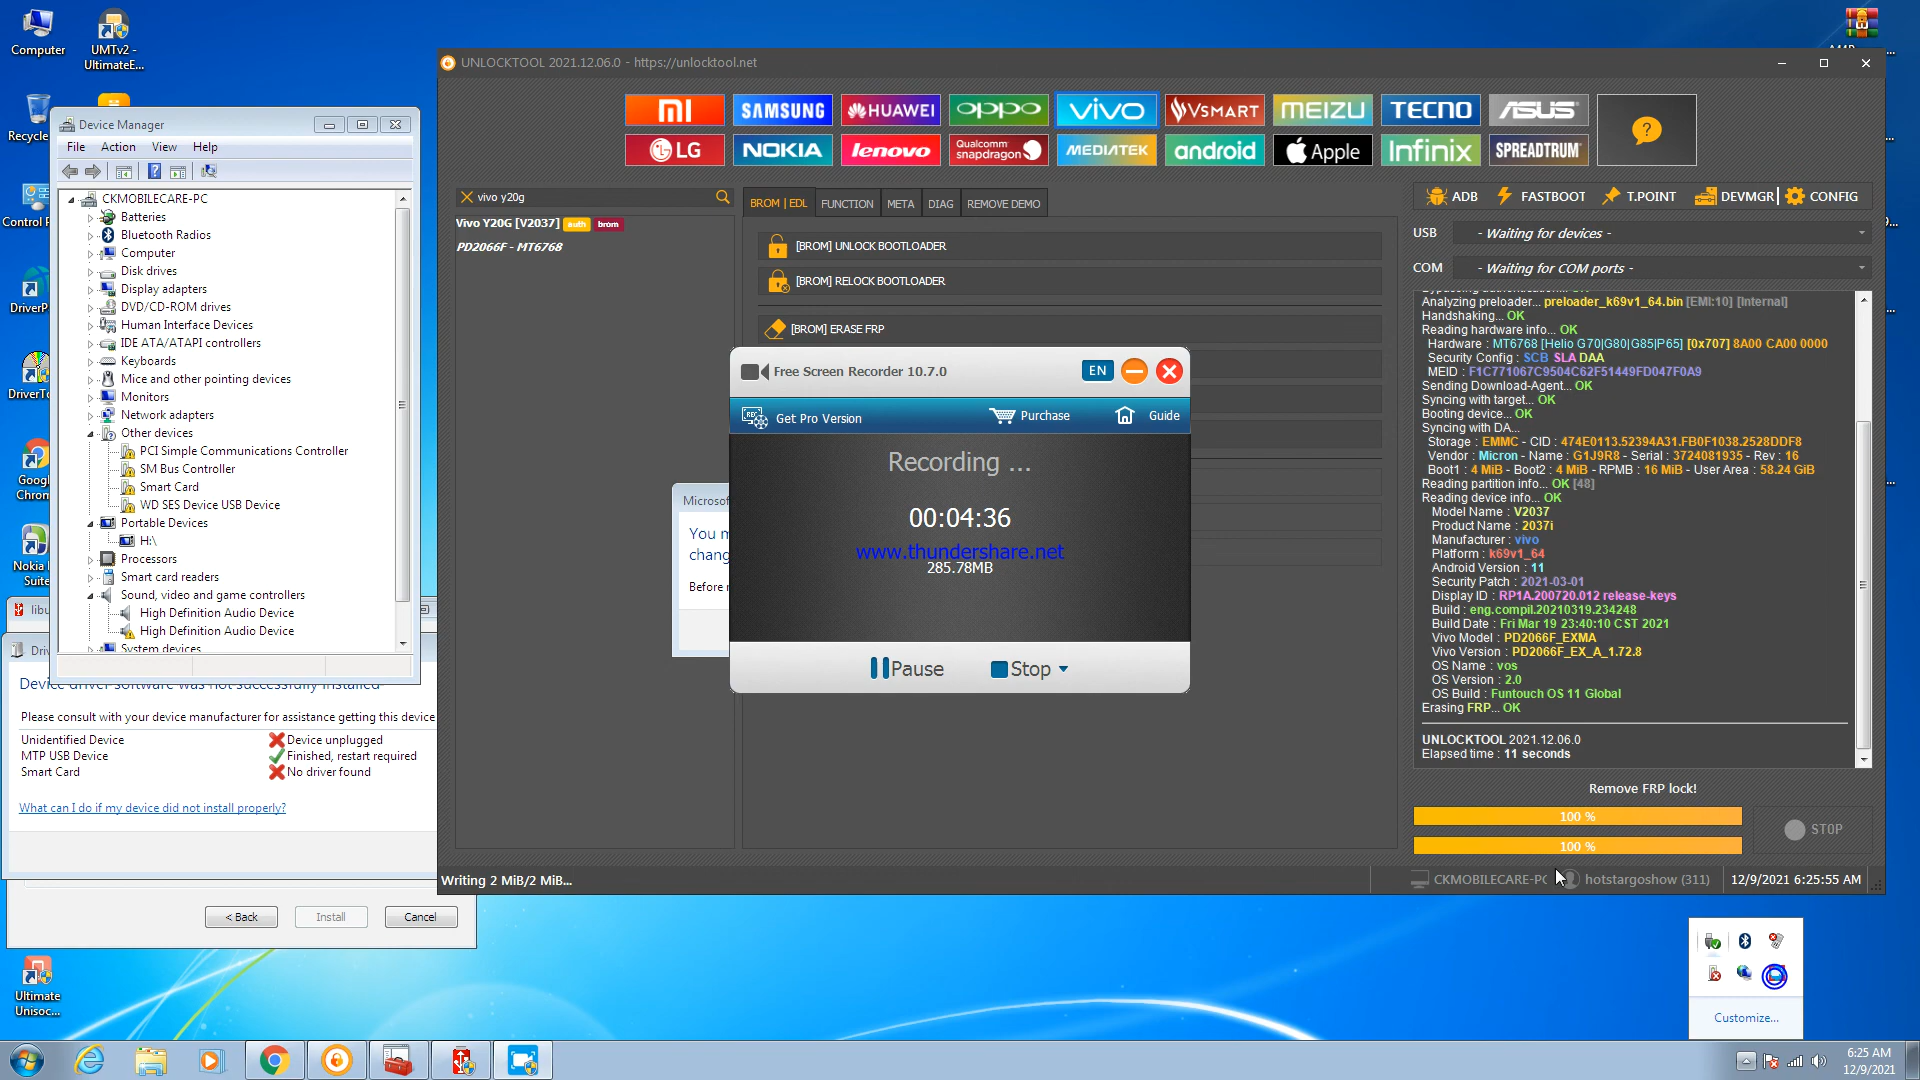 Computer
UMTv2 -
UltimateE...
Recycle
Control P
DriverP
DriverTo
Googl
Chrom
Nokia
Suite
Ultimate
Unisoc...
Device Manager
File Action View Help
CKMOBILECARE-PC
Batteries
Bluetooth Radios
Computer
Disk drives
Display adapters
DVD/CD-ROM drives
Human Interface Devices
IDE ATA/ATAPI controllers
Keyboards
Mice and other pointing devices
Monitors
Network adapters
Other devices
PCI Simple Communications Controller
SM Bus Controller
Smart Card
WD SES Device USB Device
Portable Devices
H:\
Processors
Smart card readers
Sound, video and game controllers
High Definition Audio Device
High Definition Audio Device
System devices
libu
Driv
Device driver software was not successfully installed
Please consult with your device manufacturer for assistance getting this device
Unidentified Device Device unplugged
MTP USB Device Finished, restart required
Smart Card No driver found
What can I do if my device did not install properly?
< Back Install Cancel
UNLOCKTOOL 2021.12.06.0 - https://unlocktool.net
MI SAMSUNG HUAWEI OPPO VIVO VSMART MEIZU TECNO ASUS ?
LG NOKIA lenovo Qualcomm snapdragon MEDIATEK android Apple Infinix SPREADTRUM
vivo y20g
Vivo Y20G [V2037] auth brom
PD2066F - MT6768
BROM | EDL FUNCTION META DIAG REMOVE DEMO
[BROM] UNLOCK BOOTLOADER
[BROM] RELOCK BOOTLOADER
[BROM] ERASE FRP
Microsof
You m
chang
Before r
Free Screen Recorder 10.7.0 EN
Get Pro Version Purchase Guide
Recording ...
00:04:36
www.thundershare.net
285.78MB
Pause Stop
ADB FASTBOOT T.POINT DEVMGR CONFIG
USB - Waiting for devices -
COM - Waiting for COM ports -
Analyzing preloader... preloader_k69v1_64.bin [EMI:10] [Internal]
Handshaking... OK
Reading hardware info... OK
Hardware : MT6768 [Helio G70|G80|G85|P65] [0x707] 8A00 CA00 0000
Security Config : SCB SLA DAA
MEID : F1C771067C9504C62F51449FD047F0A9
Sending Download-Agent... OK
Syncing with target... OK
Booting device... OK
Syncing with DA...
Storage : EMMC - CID : 474E0113.52394A31.FB0F1038.2528DDF8
Vendor : Micron - Name : G1J9R8 - Serial : 3724081935 - Rev : 16
Boot1 : 4 MiB - Boot2 : 4 MiB - RPMB : 16 MiB - User Area : 58.24 GiB
Reading partition info... OK [48]
Reading device info... OK
Model Name : V2037
Product Name : 2037i
Manufacturer : vivo
Platform : k69v1_64
Android Version : 11
Security Patch : 2021-03-01
Display ID : RP1A.200720.012 release-keys
Build : eng.compil.20210319.234248
Build Date : Fri Mar 19 23:40:10 CST 2021
Vivo Model : PD2066F_EXMA
Vivo Version : PD2066F_EX_A_1.72.8
OS Name : vos
OS Version : 2.0
OS Build : Funtouch OS 11 Global
Erasing FRP... OK
UNLOCKTOOL 2021.12.06.0
Elapsed time : 11 seconds
Remove FRP lock!
100 %
100 %
STOP
Writing 2 MiB/2 MiB...
CKMOBILECARE-PC hotstargoshow (311) 12/9/2021 6:25:55 AM
Customize...
6:25 AM
12/9/2021